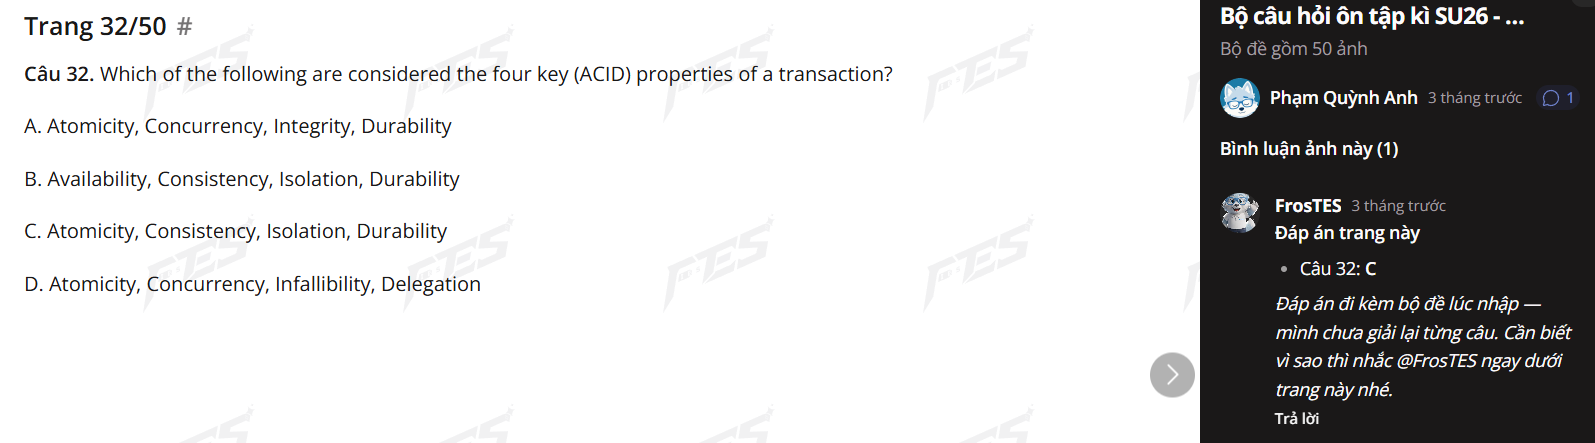 Trang 32/50 #
Câu 32. Which of the following are considered the four key (ACID) properties of a transaction?
A. Atomicity, Concurrency, Integrity, Durability
B. Availability, Consistency, Isolation, Durability
C. Atomicity, Consistency, Isolation, Durability
D. Atomicity, Concurrency, Infallibility, Delegation
Bộ câu hỏi ôn tập kì SU26 - ...
Bộ đề gồm 50 ảnh
Phạm Quỳnh Anh 3 tháng trước 1
Bình luận ảnh này (1)
FrosTES 3 tháng trước
Đáp án trang này
• Câu 32: C
Đáp án đi kèm bộ đề lúc nhập —
mình chưa giải lại từng câu. Cần biết
vì sao thì nhắc @FrosTES ngay dưới
trang này nhé.
Trả lời
FES